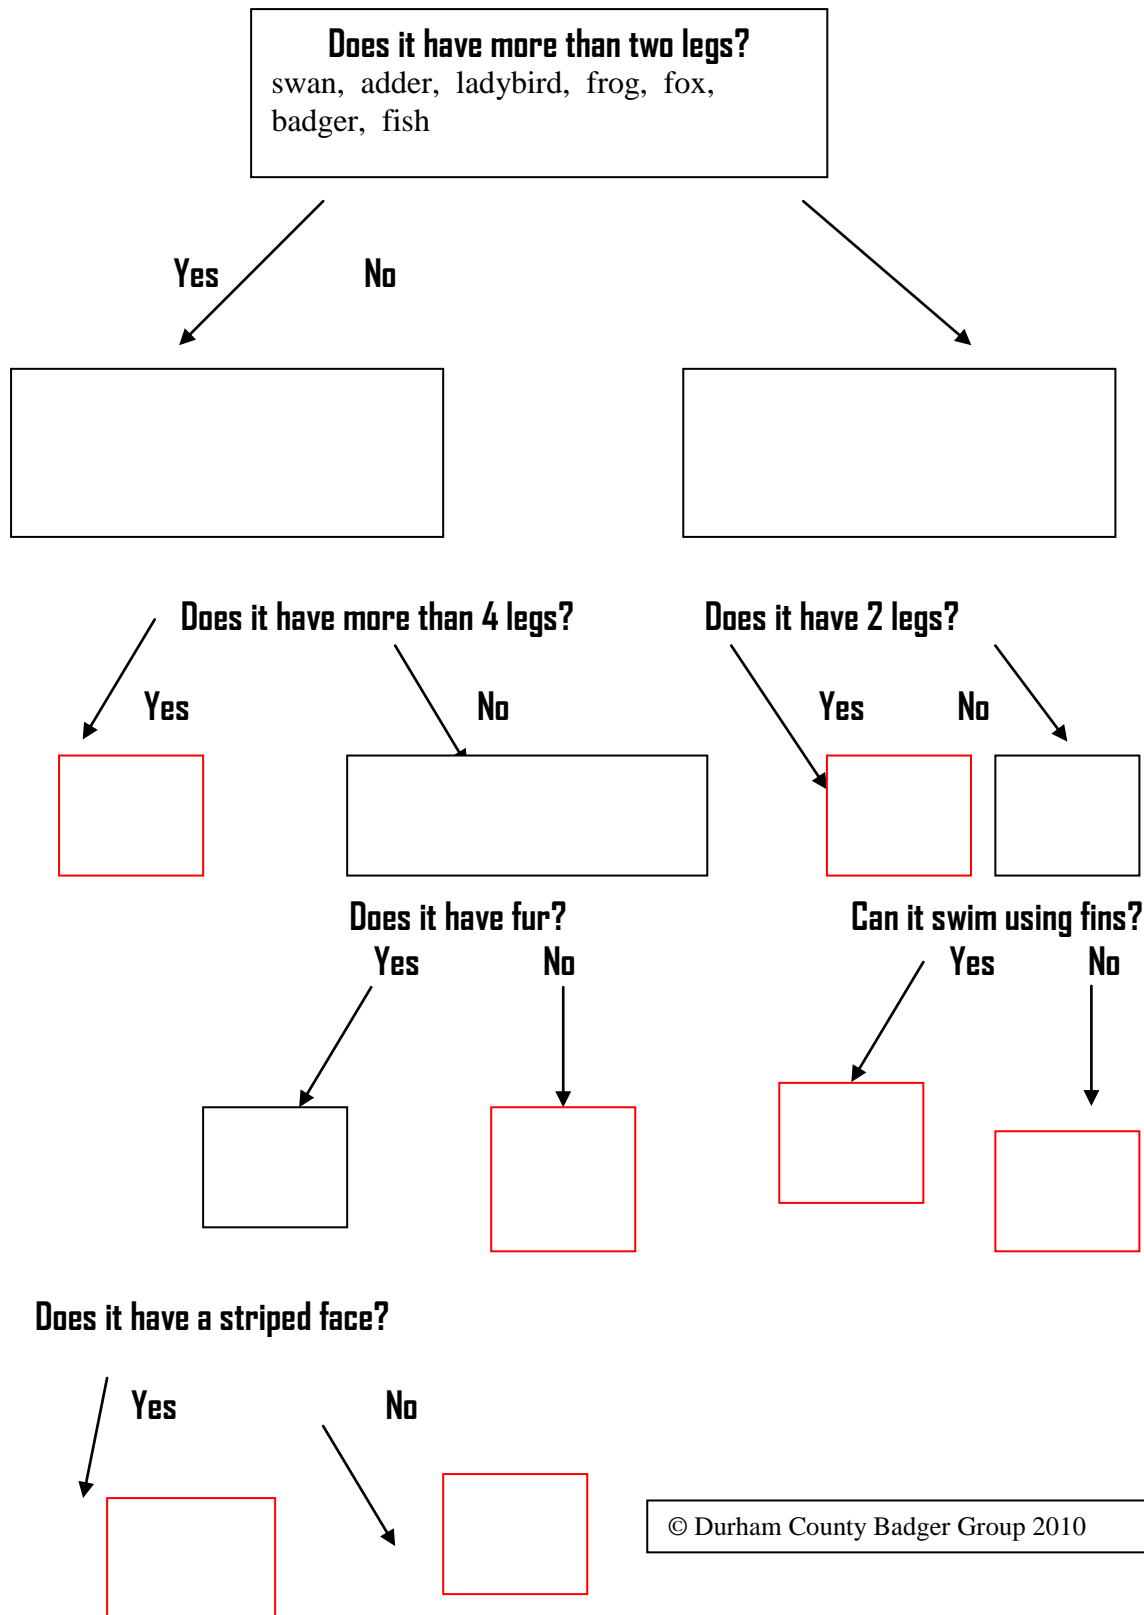 Does it have more than two legs?
swan, adder, ladybird, frog, fox,
badger, fish
Yes No
Does it have more than 4 legs? Does it have 2 legs?
Yes No Yes No
Does it have fur? Can it swim using fins?
Yes No Yes No
Does it have a striped face?
Yes No
© Durham County Badger Group 2010